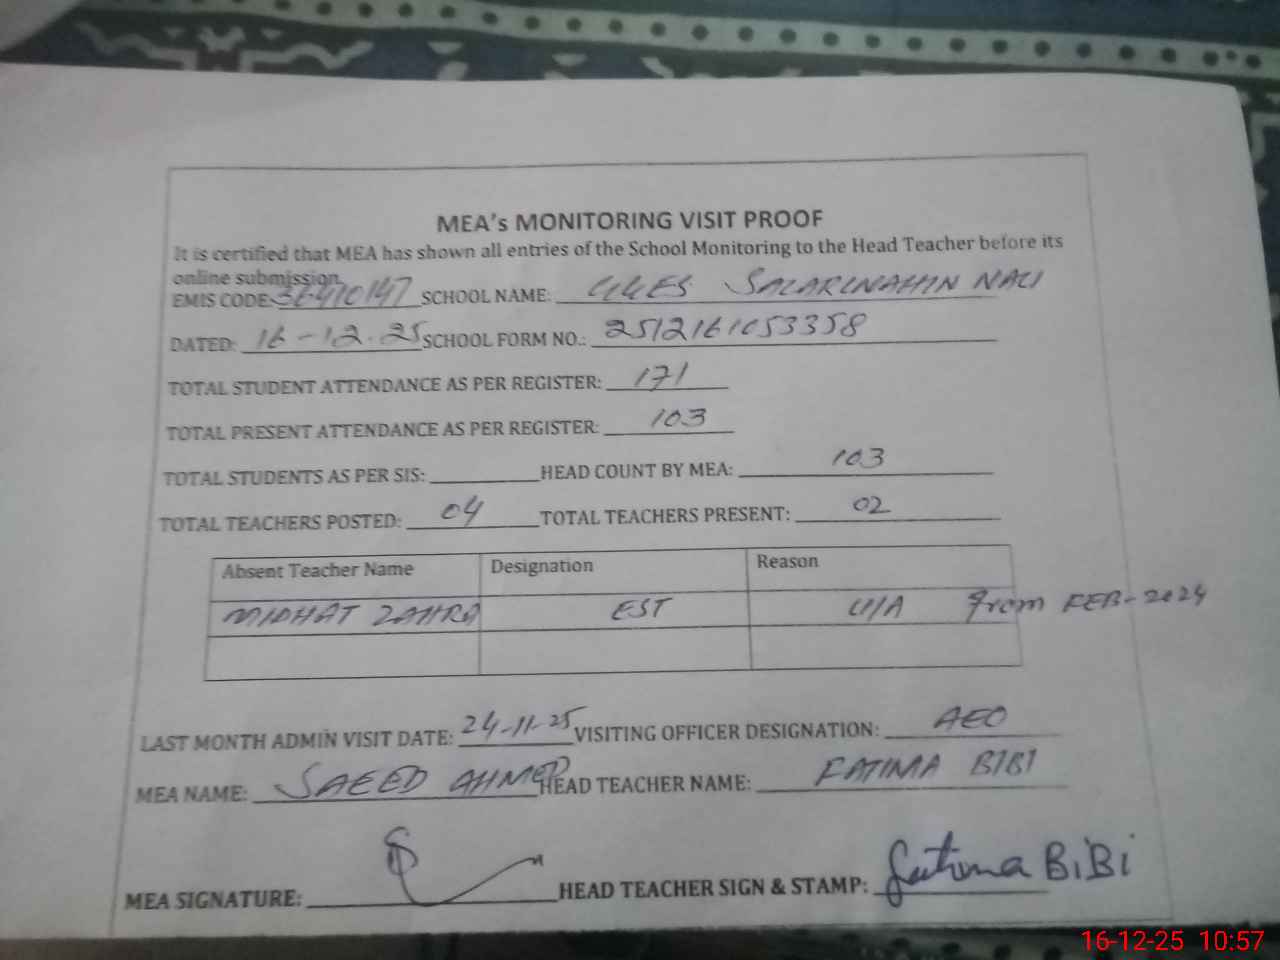 MEA's MONITORING VISIT PROOF
It is certified that MEA has shown all entries of the School Monitoring to the Head Teacher before its
online submission.
EMIS CODE: 36410147 SCHOOL NAME: GGES SALARWAHIN NAU
DATED: 16-12.25 SCHOOL FORM NO.: 2512161053358
TOTAL STUDENT ATTENDANCE AS PER REGISTER: 171
TOTAL PRESENT ATTENDANCE AS PER REGISTER: 103
TOTAL STUDENTS AS PER SIS: HEAD COUNT BY MEA: 103
TOTAL TEACHERS POSTED: 04 TOTAL TEACHERS PRESENT: 02
Absent Teacher Name Designation Reason
MIDHAT ZAHRA EST U/A from FEB-2024
LAST MONTH ADMIN VISIT DATE: 24-11-25 VISITING OFFICER DESIGNATION: AEO
MEA NAME: SAEED AHMED HEAD TEACHER NAME: FATIMA BIBI
MEA SIGNATURE: HEAD TEACHER SIGN & STAMP: Fatima BiBi
16-12-25 10:57